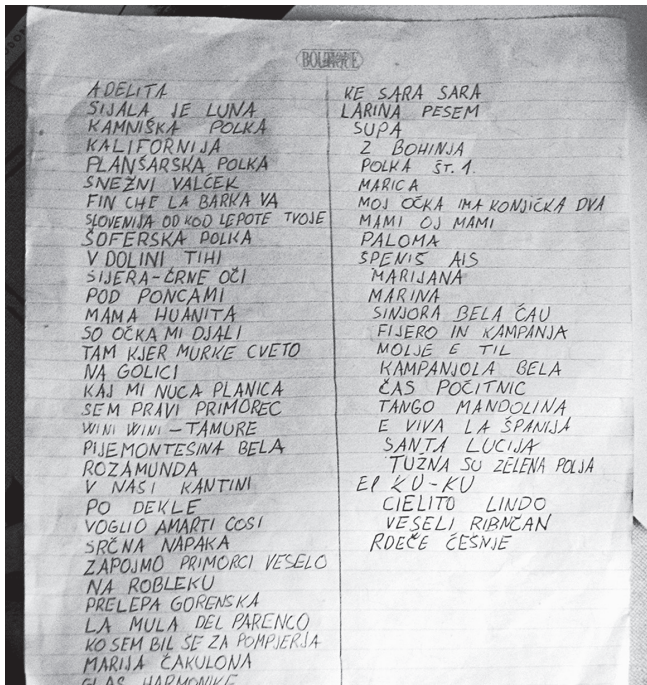 BOUTIQUE
ADELITA
SIJALA JE LUNA
KAMNIŠKA POLKA
KALIFORNIJA
PLANŠARSKA POLKA
SNEŽNI VALČEK
FIN CHE LA BARKA VA
SLOVENIJA OD KOD LEPOTE TVOJE
ŠOFERSKA POLKA
V DOLINI TIHI
SIJERA-ČRNE OČI
POD PONCAMI
MAMA HUANITA
SO OČKA MI DJALI
TAM KJER MURKE CVETO
NA GOLICI
KAJ MI NUCA PLANICA
SEM PRAVI PRIMOREC
WINI WINI-TAMURE
PIJEMONTESINA BELA
ROZAMUNDA
V NAŠI KANTINI
PO DEKLE
VOGLIO AMARTI COSI
SRČNA NAPAKA
ZAPOJMO PRIMORCI VESELO
NA ROBLEKU
PRELEPA GORENSKA
LA MULA DEL PARENCO
KO SEM BIL ŠE ZA POMPJERJA
MARIJA ČAKULONA
GLAS HARMONIKE
KE SARA SARA
LARINA PESEM
SUPA
Z BOHINJA
POLKA ŠT. 1.
MARICA
MOJ OČKA IMA KONJIČKA DVA
MAMI OJ MAMI
PALOMA
ŠPENIŠ AIS
MARIJANA
MARINA
SINJORA BELA ČAU
FIJERO IN KAMPANJA
MOLJE E TIL
KAMPANJOLA BELA
ČAS POČITNIC
TANGO MANDOLINA
E VIVA LA ŠPANIJA
SANTA LUCIJA
TUŽNA SU ZELENA POLJA
EL KU-KU
CIELITO LINDO
VESELI RIBNČAN
RDEČE ČEŠNJE